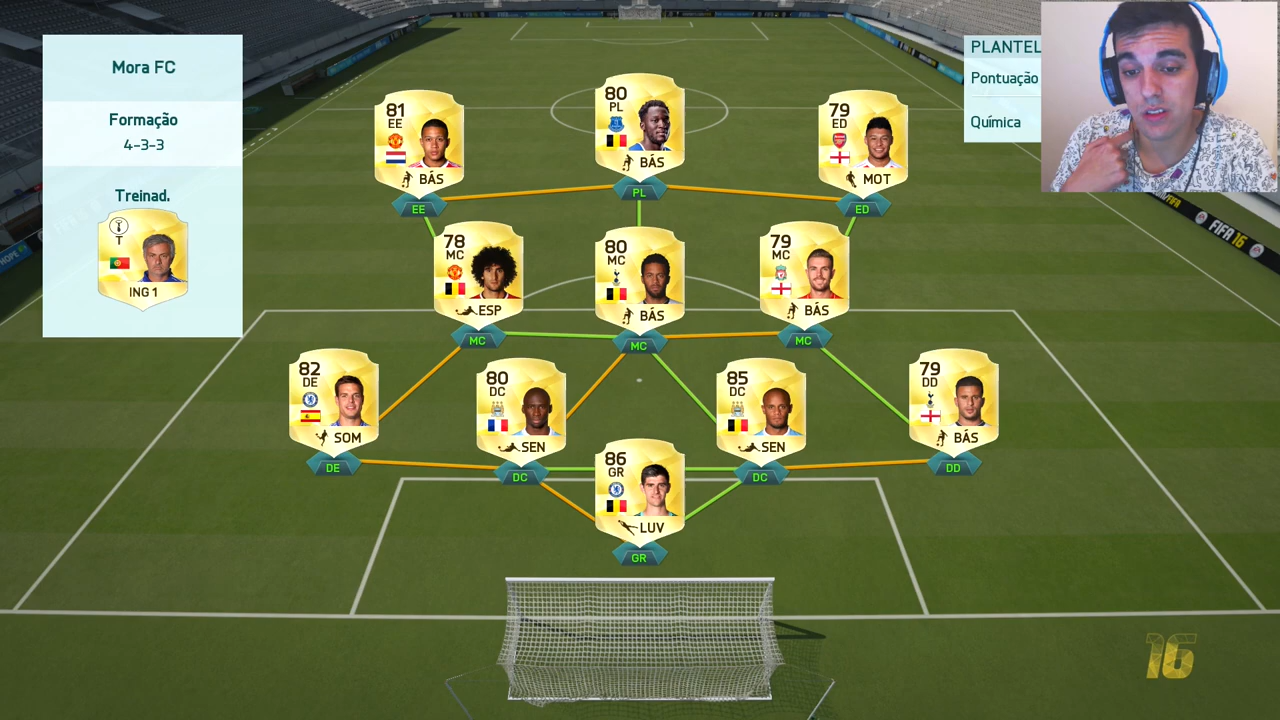 Mora FC
Formação
4-3-3
Treinad.
T
ING 1
PLANTEL
Pontuação
Química
81
EE
BÁS
EE
80
PL
BÁS
PL
79
ED
MOT
ED
78
MC
ESP
MC
80
MC
BÁS
MC
79
MC
BÁS
MC
82
DE
SOM
DE
80
DC
SEN
DC
85
DC
SEN
DC
79
DD
BÁS
DD
86
GR
LUV
GR
FIFA 16
HOPE
16